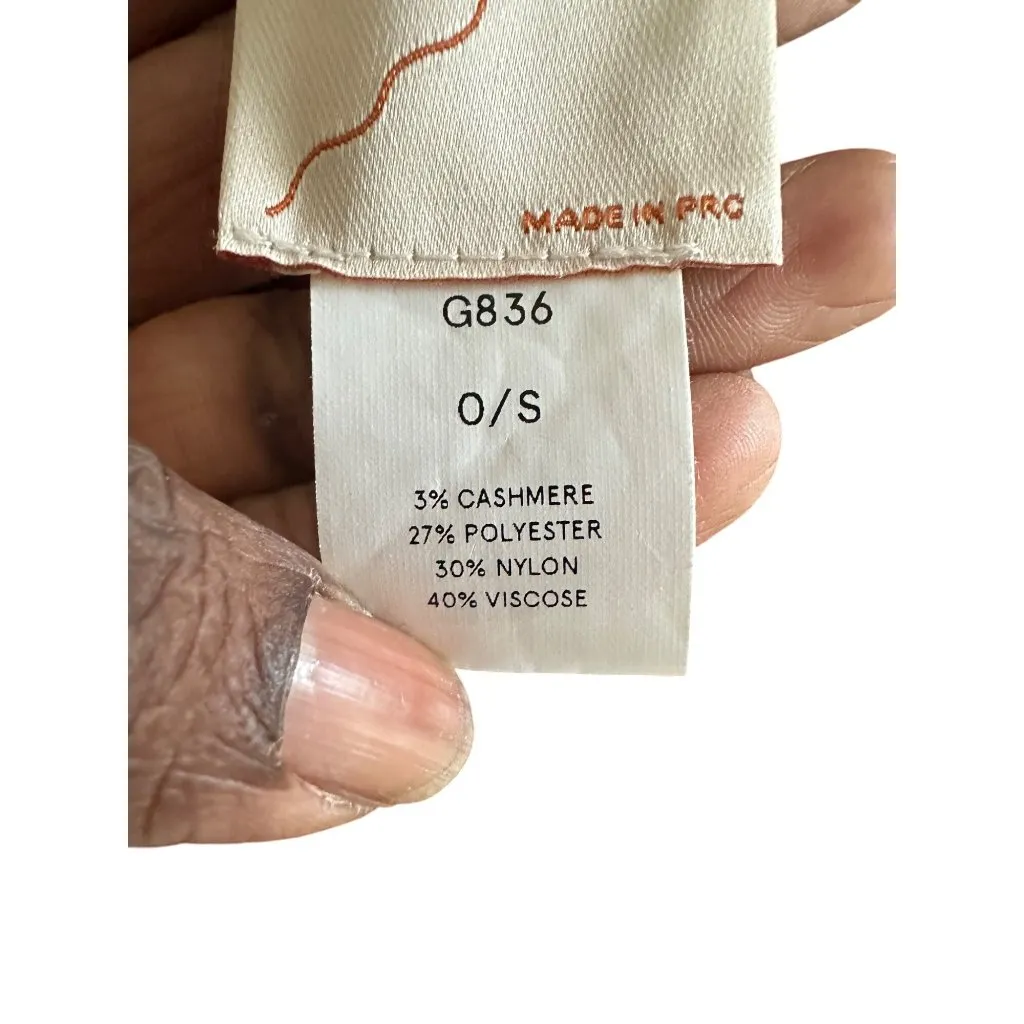 MADE IN PRC
G836
O/S
3% CASHMERE
27% POLYESTER
30% NYLON
40% VISCOSE